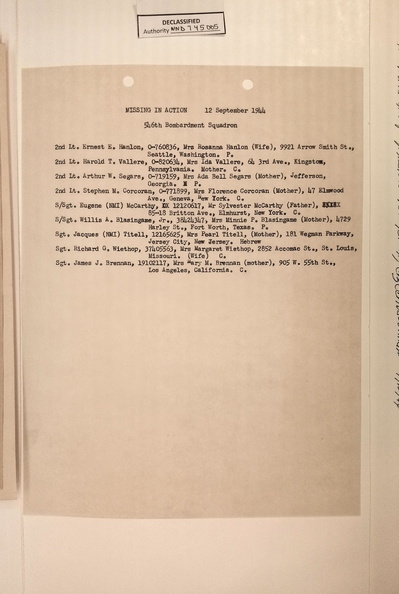 DECLASSIFIED
Authority NND 745005
MISSING IN ACTION 12 September 1944
546th Bombardment Squadron
2nd Lt. Ernest E. Hanlon, O-760836, Mrs Rosanna Hanlon (Wife), 9921 Arrow Smith St.,
Seattle, Washington. P.
2nd Lt. Harold T. Vallere, O-820634, Mrs Ida Vallere, 64 3rd Ave., Kingston,
Pennsylvania. Mother. C.
2nd Lt. Arthur W. Segars, O-719159, Mrs Ada Bell Segars (Mother), Jefferson,
Georgia. P
2nd Lt. Stephen M. Corcoran, O-771899, Mrs Florence Corcoran (Mother), 47 Elmwood
Ave., Geneva, New York. C.
S/Sgt. Eugene (NMI) McCarthy, 12120617, Mr Sylvester McCarthy (Father),
85-18 Britton Ave., Elmhurst, New York. C.
S/Sgt. Willis A. Blasingame, Jr., 38424347, Mrs Minnie P. Blasingame (Mother), 4729
Harley St., Fort Worth, Texas. P.
Sgt. Jacques (NMI) Titell, 12165625, Mrs Pearl Titell, (Mother), 181 Wegman Parkway,
Jersey City, New Jersey. Hebrew
Sgt. Richard G. Wiethop, 37405563, Mrs Margaret Wiethop, 2852 Accomac St., St. Louis,
Missouri. (Wife) C.
Sgt. James J. Brennan, 19102117, Mrs Mary M. Brennan (mother), 905 W. 55th St.,
Los Angeles, California. C.